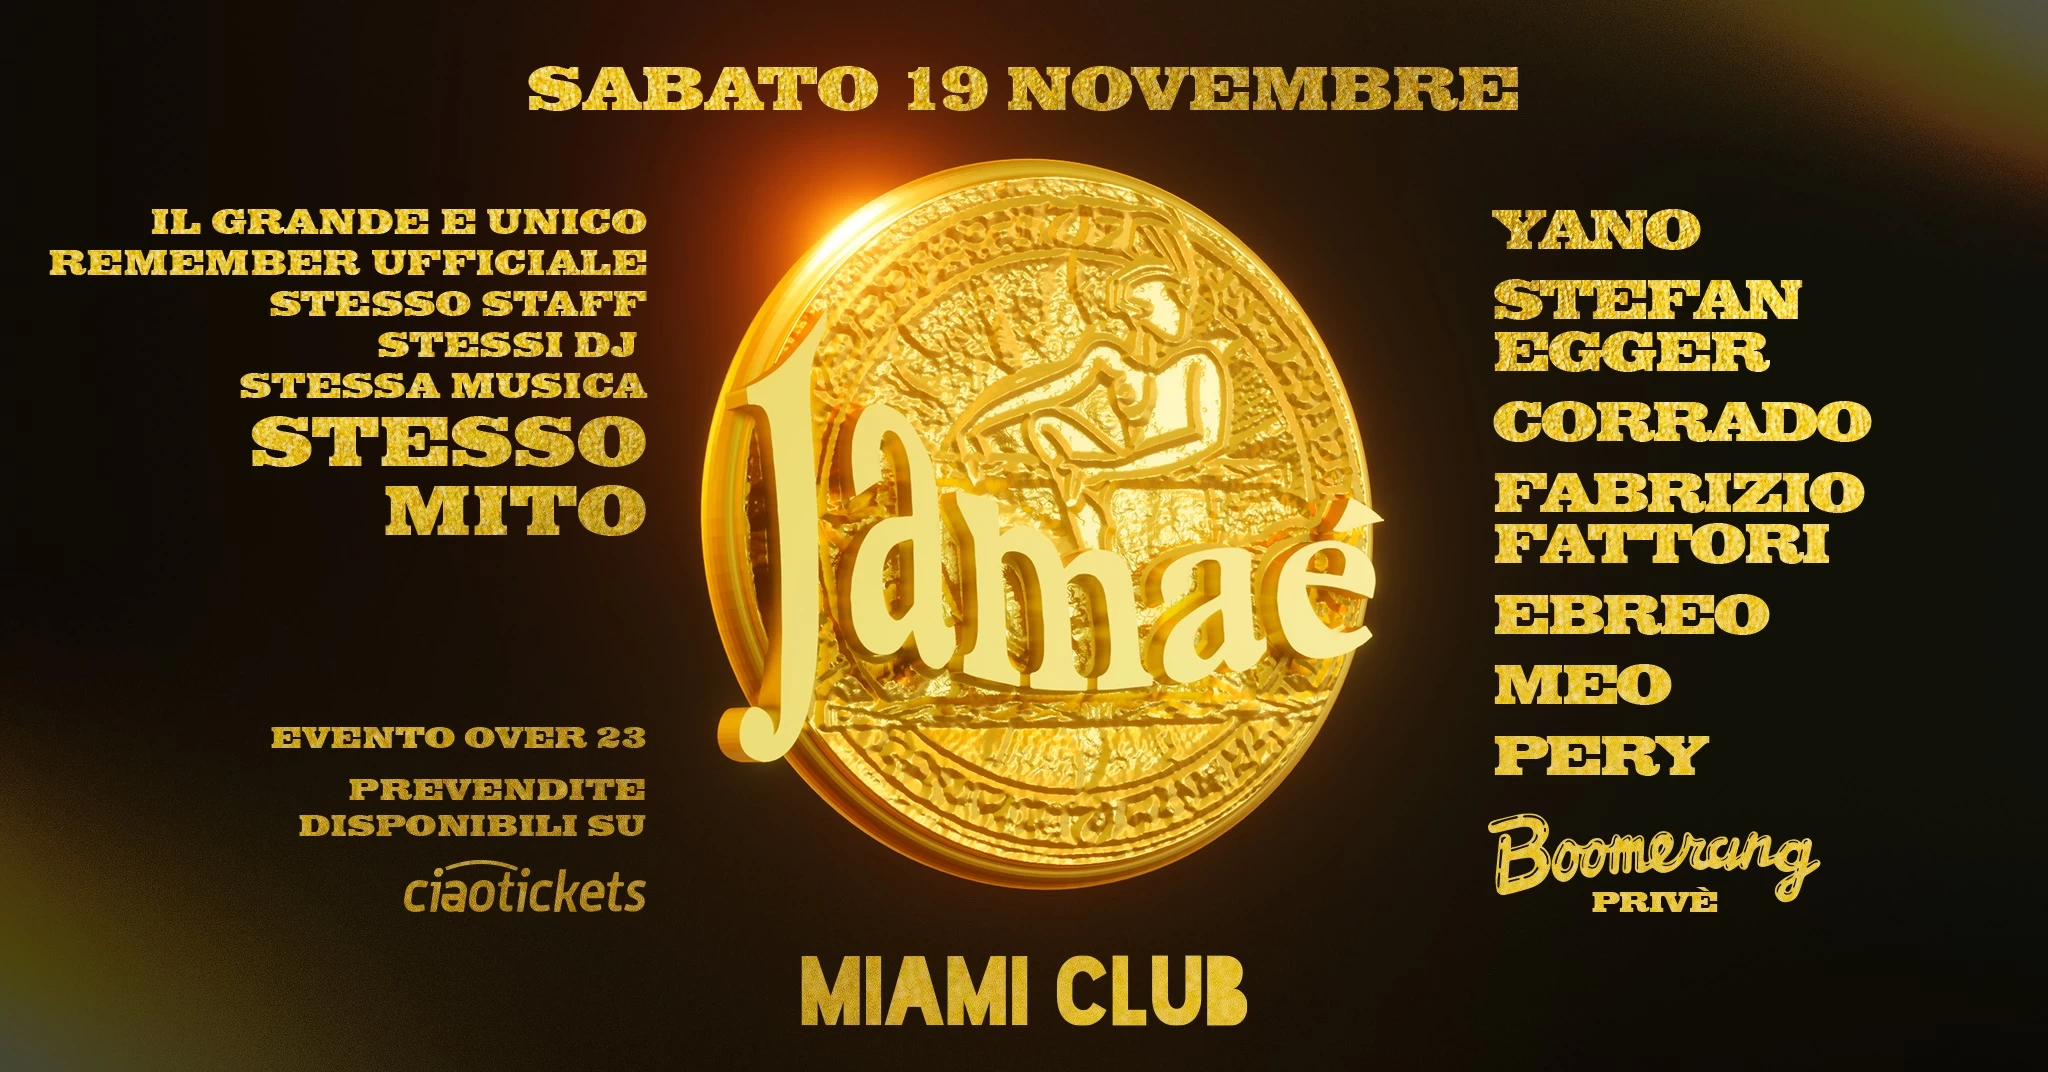 SABATO 19 NOVEMBRE
IL GRANDE E UNICO
REMEMBER UFFICIALE
STESSO STAFF
STESSI DJ
STESSA MUSICA
STESSO
MITO
EVENTO OVER 23
PREVENDITE
DISPONIBILI SU
ciaotickets
Jamaé
YANO
STEFAN
EGGER
CORRADO
FABRIZIO
FATTORI
EBREO
MEO
PERY
Boomerang
PRIVÈ
MIAMI CLUB